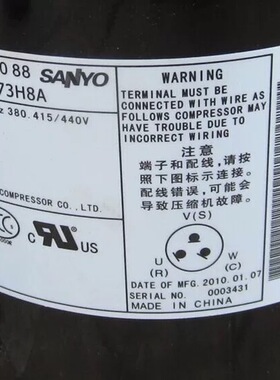 0 88 SANYO
73H8A
z 380.415/440V
WARNING
TERMINAL MUST BE
CONNECTED WITH WIRE AS
FOLLOWS COMPRESSOR MAY
HAVE TROUBLE DUE TO
INCORRECT WIRING
注意
端子和配线，请按
照下图标示连接、
配线错误，可能会
导致压缩机故障。
COMPRESSOR CO.,LTD.
V(S)
U
(R)
W
(C)
C US
DATE OF MFG. 2010.01.07
SERIAL NO. 0003431
MADE IN CHINA